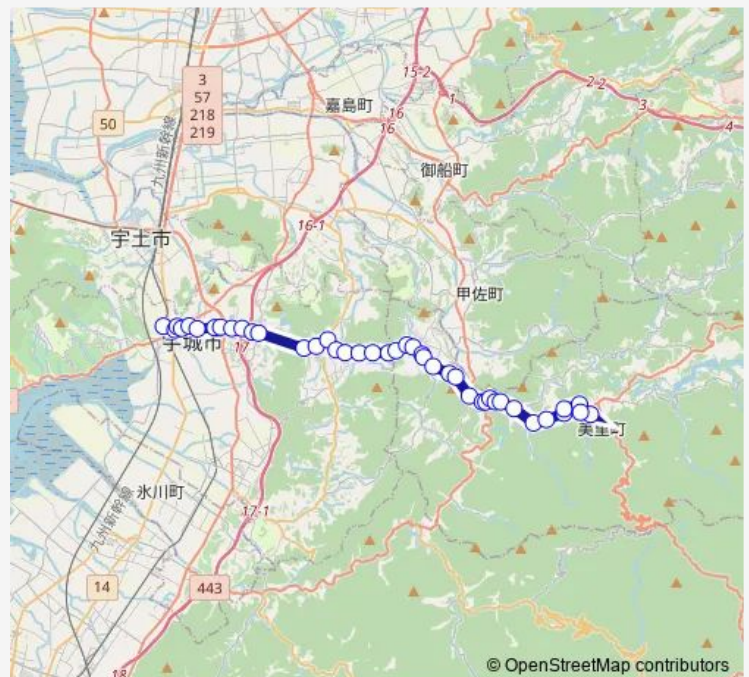 15-2
2-2
1
3
57
218
219
嘉島町
16
16
3
50
4
九州新幹線
御船町
16-1
宇土市
甲佐町
宇城市
17
美里町
氷川町
17-1
九州新幹線
14
443
18
© OpenStreetMap contributors